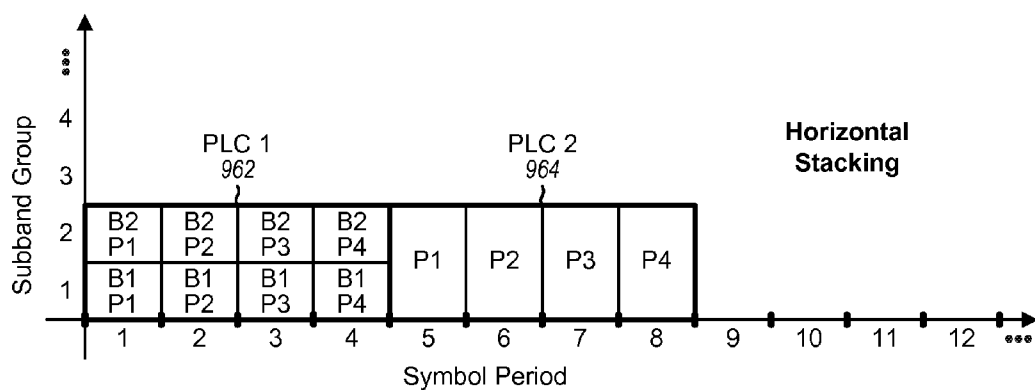 Subband Group
4
3
2
1
PLC 1
962
PLC 2
964
Horizontal
Stacking
B2 B2 B2 B2
P1 P2 P3 P4
B1 B1 B1 B1
P1 P2 P3 P4
P1 P2 P3 P4
1 2 3 4 5 6 7 8 9 10 11 12
Symbol Period